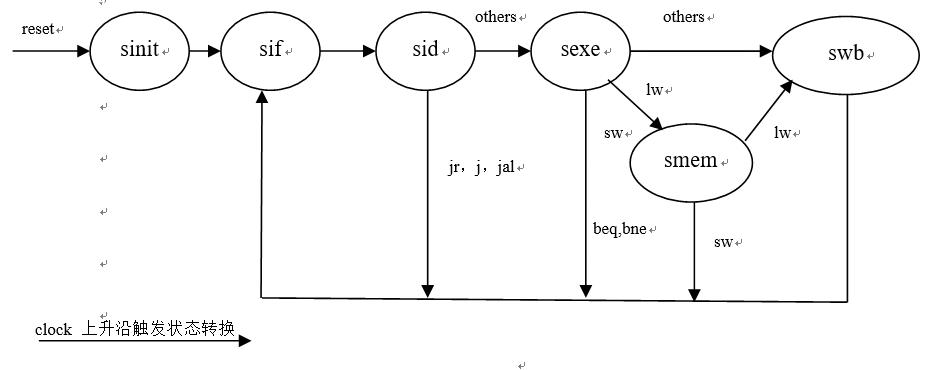 reset
sinit
sif
sid
others
sexe
others
swb
lw
sw
lw
smem
jr，j，jal
beq,bne
sw
clock 上升沿触发状态转换